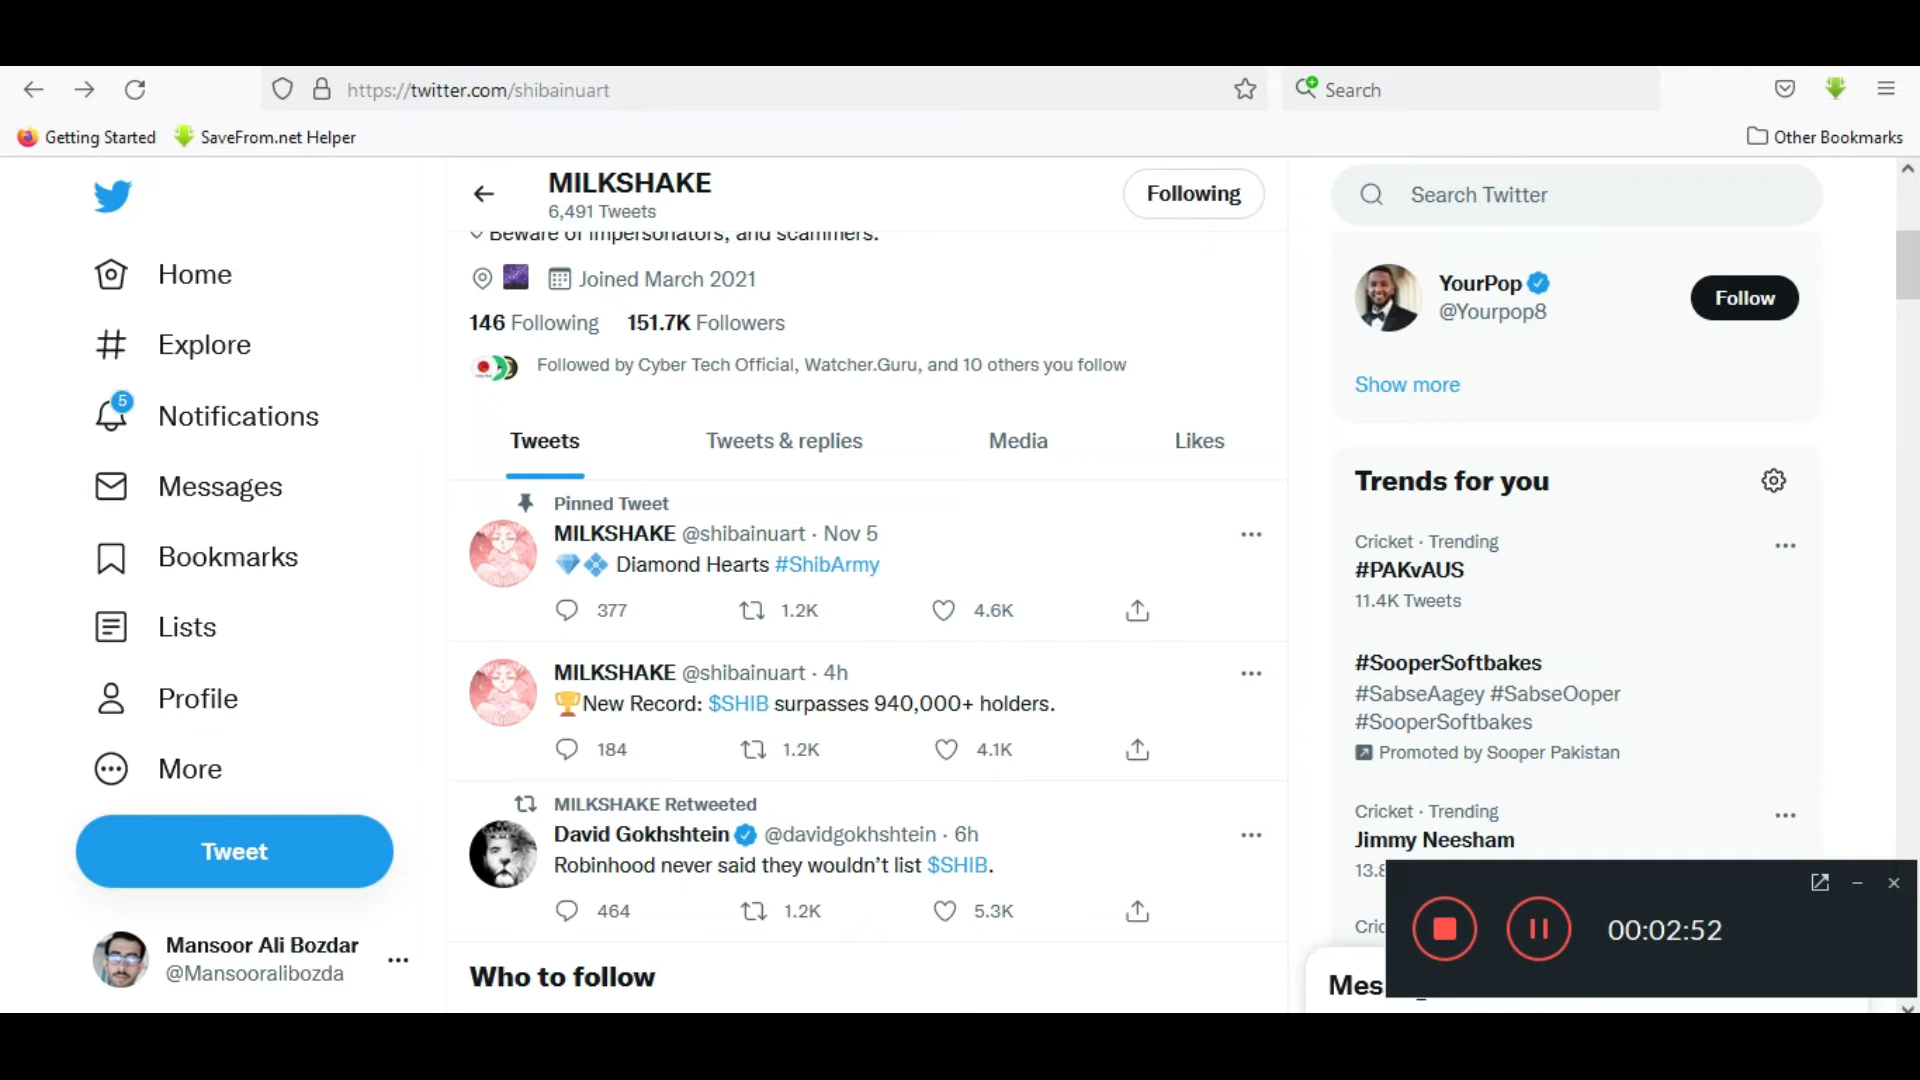 https://twitter.com/shibainuart
Search
Getting Started
SaveFrom.net Helper
Other Bookmarks
MILKSHAKE
6,491 Tweets
Following
Search Twitter
Beware of impersonators, and scammers.
Joined March 2021
146 Following 151.7K Followers
Followed by Cyber Tech Official, Watcher.Guru, and 10 others you follow
Tweets
Tweets & replies
Media
Likes
Pinned Tweet
MILKSHAKE @shibainuart · Nov 5
Diamond Hearts #ShibArmy
377
1.2K
4.6K
MILKSHAKE @shibainuart · 4h
New Record: $SHIB surpasses 940,000+ holders.
184
1.2K
4.1K
MILKSHAKE Retweeted
David Gokhshtein @davidgokhshtein · 6h
Robinhood never said they wouldn't list $SHIB.
464
1.2K
5.3K
Who to follow
Home
Explore
5
Notifications
Messages
Bookmarks
Lists
Profile
More
Tweet
Mansoor Ali Bozdar
@Mansooralibozda
YourPop
@Yourpop8
Follow
Show more
Trends for you
Cricket · Trending
#PAKvAUS
11.4K Tweets
#SooperSoftbakes
#SabseAagey #SabseOoper
#SooperSoftbakes
Promoted by Sooper Pakistan
Cricket · Trending
Jimmy Neesham
13.8
00:02:52